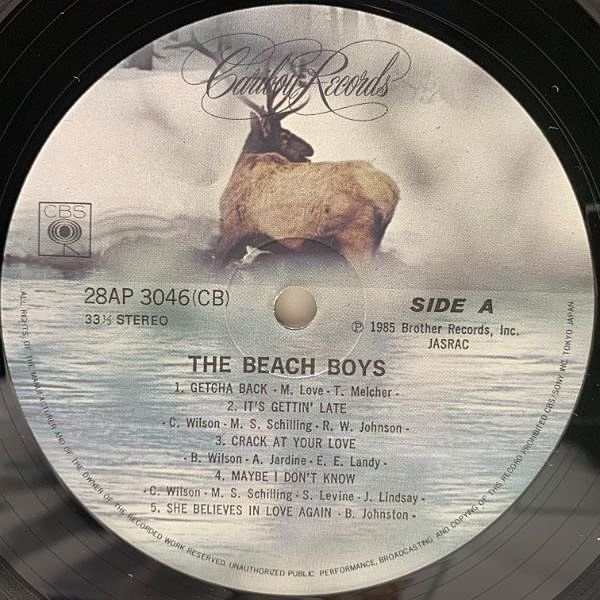 Caribou Records
CBS
28AP 3046(CB)
33⅓ STEREO
SIDE A
Ⓟ 1985 Brother Records, Inc.
JASRAC
THE BEACH BOYS
1. GETCHA BACK - M. Love - T. Melcher -
2. IT'S GETTIN' LATE
- C. Wilson - M. S. Schilling - R. W. Johnson -
3. CRACK AT YOUR LOVE
- B. Wilson - A. Jardine - E. E. Landy -
4. MAYBE I DON'T KNOW
- C. Wilson - M. S. Schilling - S. Levine - J. Lindsay -
5. SHE BELIEVES IN LOVE AGAIN - B. Johnston -
ALL RIGHTS OF THE MANUFACTURER AND OF THE OWNER OF THE RECORDED WORK RESERVED. UNAUTHORIZED PUBLIC PERFORMANCE, BROADCASTING AND COPYING OF THIS RECORD PROHIBITED CBS/SONY INC. TOKYO JAPAN